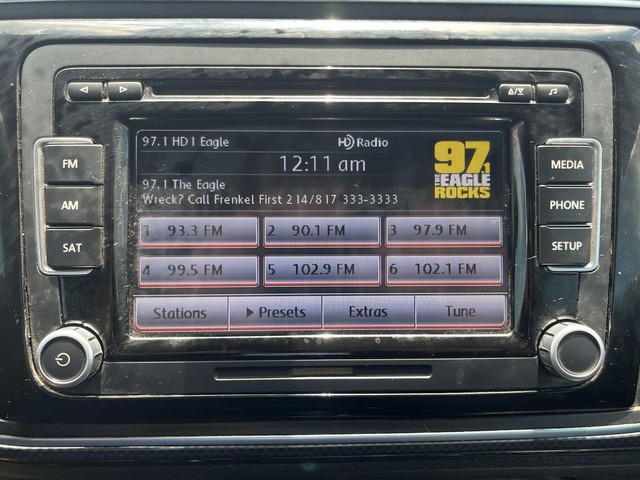 97.1 HD1 Eagle
HD Radio
12:11 am
97.1 The Eagle
Wreck? Call Frenkel First 214/817 333-3333
97.1
THE EAGLE
ROCKS
FM
AM
SAT
MEDIA
PHONE
SETUP
1 93.3 FM
2 90.1 FM
3 97.9 FM
4 99.5 FM
5 102.9 FM
6 102.1 FM
Stations
Presets
Extras
Tune